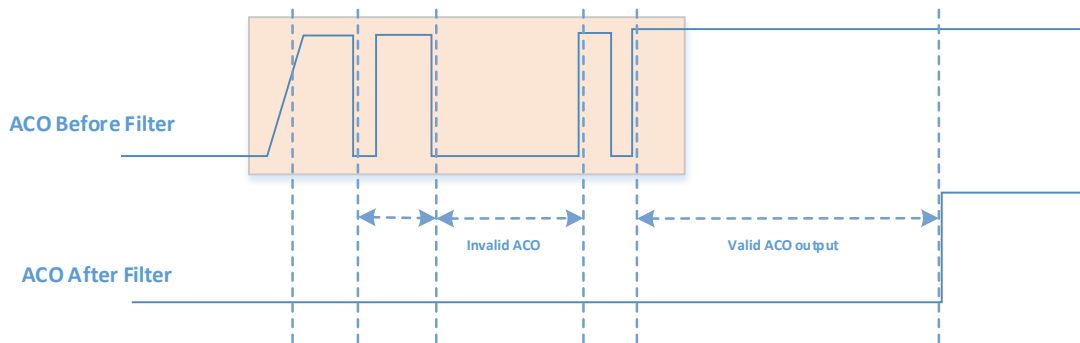 ACO Before Filter
Invalid ACO
Valid ACO output
ACO After Filter